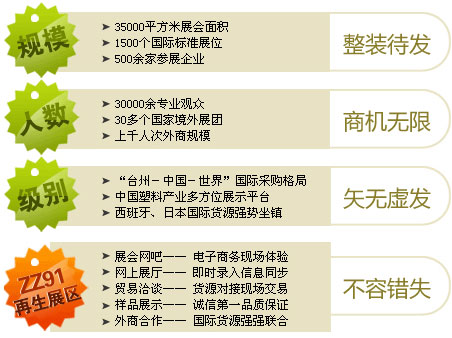 规模
35000平方米展会面积
1500个国际标准展位
500余家参展企业
整装待发
人数
30000余专业观众
30多个国家境外展团
上千人次外商规模
商机无限
级别
“台州－中国－世界”国际采购格局
中国塑料产业多方位展示平台
西班牙、日本国际货源强势坐镇
矢无虚发
ZZ91
再生展区
展会网吧—— 电子商务现场体验
网上展厅—— 即时录入信息同步
贸易洽谈—— 货源对接现场交易
样品展示—— 诚信第一品质保证
外商合作—— 国际货源强强联合
不容错失